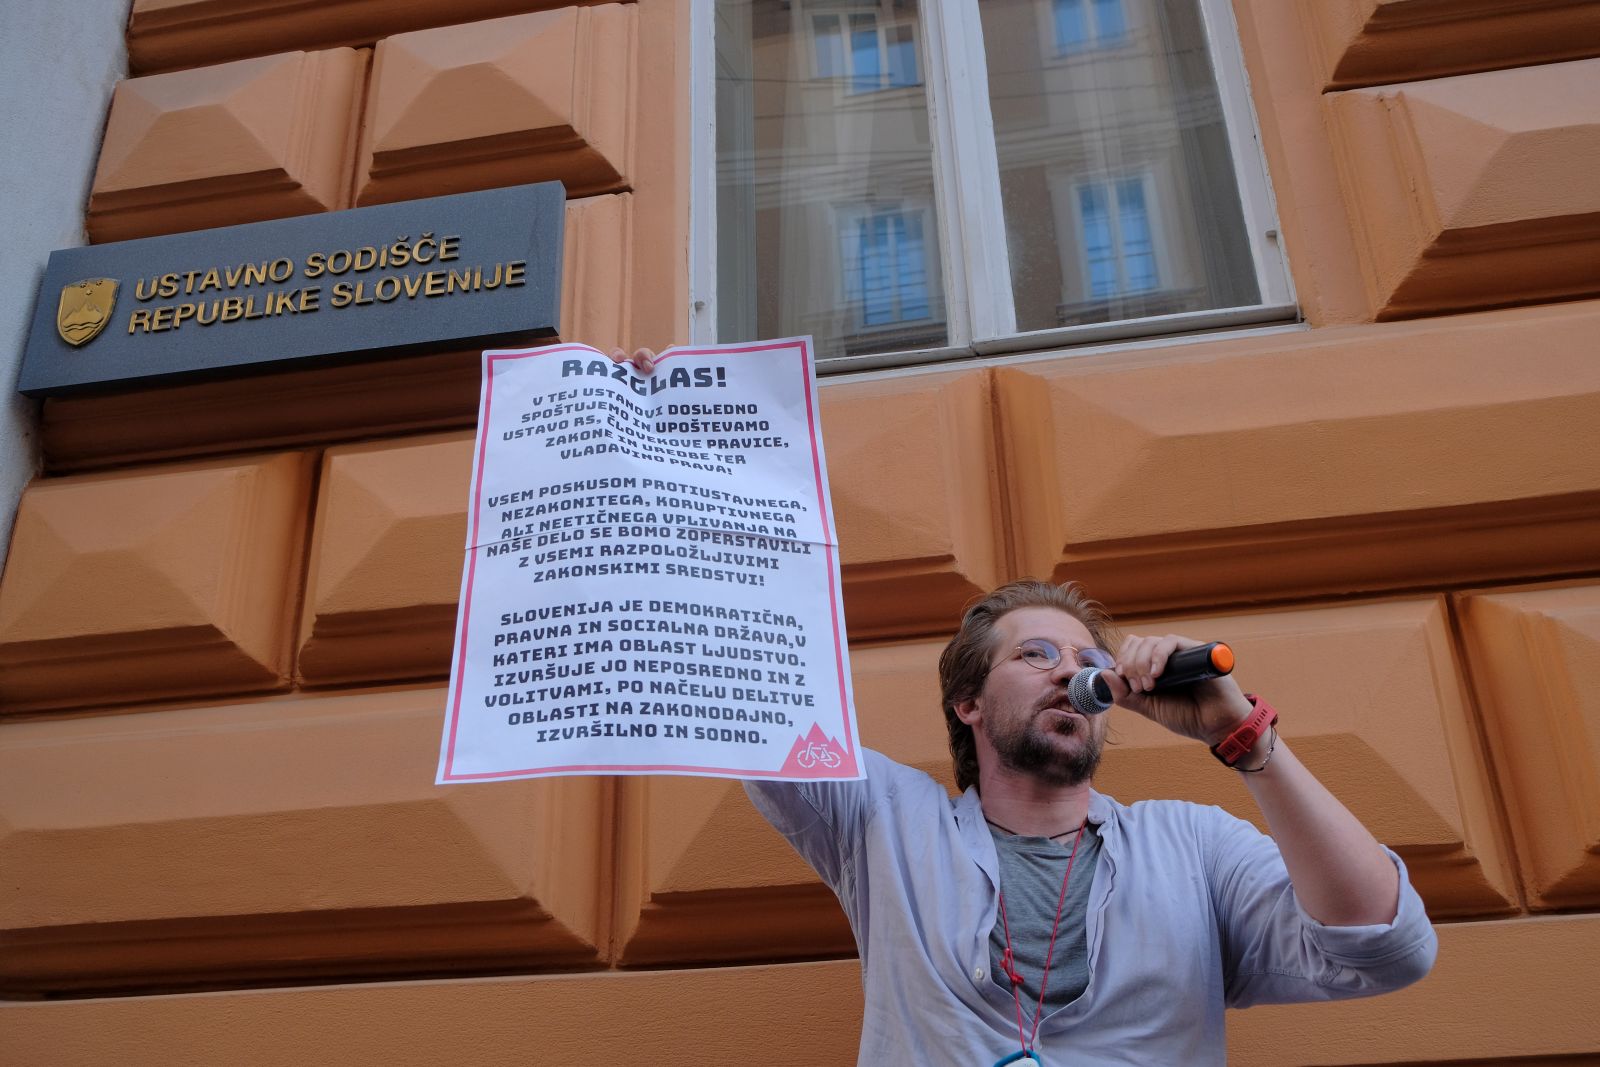 USTAVNO SODIŠČE
REPUBLIKE SLOVENIJE
RAZGLAS!
V TEJ USTANOVI DOSLEDNO
SPOŠTUJEMO IN UPOŠTEVAMO
USTAVO RS, ČLOVEKOVE PRAVICE,
ZAKONE IN UREDBE TER
VLADAVINO PRAVA!
VSEM POSKUSOM PROTIUSTAVNEGA,
NEZAKONITEGA, KORUPTIVNEGA
ALI NEETIČNEGA VPLIVANJA NA
NAŠE DELO SE BOMO ZOPERSTAVILI
Z VSEMI RAZPOLOŽLJIVIMI
ZAKONSKIMI SREDSTVI!
SLOVENIJA JE DEMOKRATIČNA,
PRAVNA IN SOCIALNA DRŽAVA,V
KATERI IMA OBLAST LJUDSTVO.
IZVRŠUJE JO NEPOSREDNO IN Z
VOLITVAMI, PO NAČELU DELITVE
OBLASTI NA ZAKONODAJNO,
IZVRŠILNO IN SODNO.